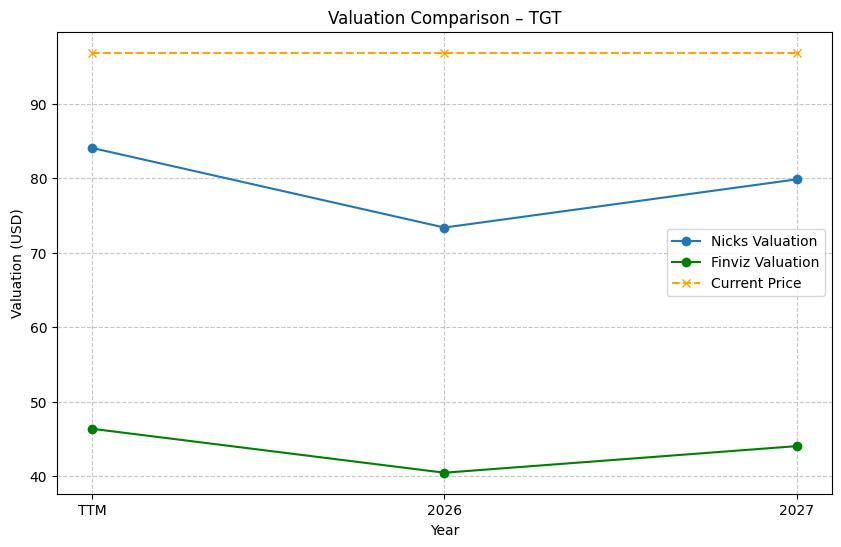 Valuation Comparison – TGT
Valuation (USD)
90
80
70
60
50
40
Nicks Valuation
Finviz Valuation
Current Price
TTM
2026
2027
Year